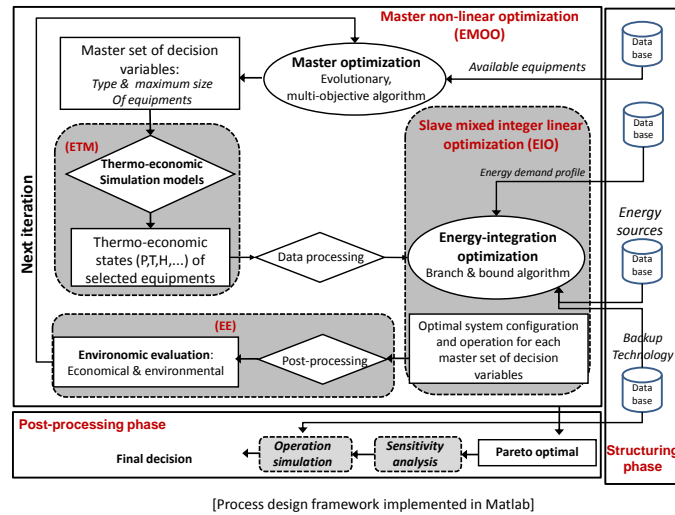 Master non-linear optimization
(EMOO)
Master set of decision
variables:
Type & maximum size
Of equipments
Master optimization
Evolutionary,
multi-objective algorithm
Available equipments
Data
base
(ETM)
Thermo-economic
Simulation models
Slave mixed integer linear
optimization (EIO)
Data
base
Energy demand profile
Next iteration
Thermo-economic
states (P,T,H,...) of
of selected equipments
Data processing
Energy-integration
optimization
Branch & bound algorithm
Energy
sources
Data
base
(EE)
Environomic evaluation:
Economical & environmental
Post-processing
Optimal system configuration
and operation for each
master set of decision
variables
Backup
Technology
Data
base
Post-processing phase
Final decision
Operation
simulation
Sensitivity
analysis
Pareto optimal
Structuring
phase
[Process design framework implemented in Matlab]